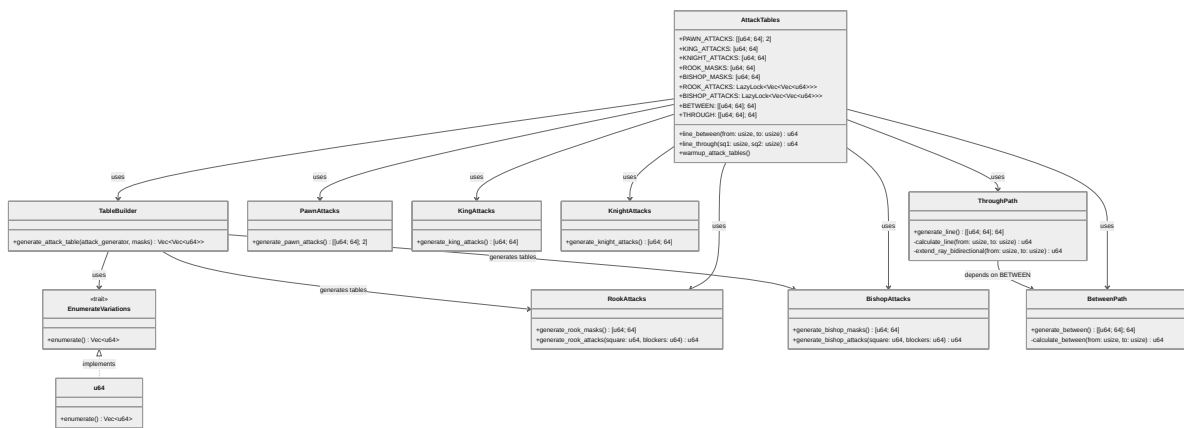 AttackTables
+PAWN_ATTACKS: [[u64; 64]; 2]
+KING_ATTACKS: [u64; 64]
+KNIGHT_ATTACKS: [u64; 64]
+ROOK_MASKS: [u64; 64]
+BISHOP_MASKS: [u64; 64]
+ROOK_ATTACKS: LazyLock<Vec<Vec<u64>>>
+BISHOP_ATTACKS: LazyLock<Vec<Vec<u64>>>
+BETWEEN: [[u64; 64]; 64]
+THROUGH: [[u64; 64]; 64]
+line_between(from: usize, to: usize) : u64
+line_through(sq1: usize, sq2: usize) : u64
+warmup_attack_tables()
uses
uses
uses
uses
uses
uses
uses
uses
TableBuilder
+generate_attack_table(attack_generator, masks) : Vec<Vec<u64>>
PawnAttacks
+generate_pawn_attacks() : [[u64; 64]; 2]
KingAttacks
+generate_king_attacks() : [u64; 64]
KnightAttacks
+generate_knight_attacks() : [u64; 64]
ThroughPath
+generate_line() : [[u64; 64]; 64]
-calculate_line(from: usize, to: usize) : u64
-extend_ray_bidirectional(from: usize, to: usize) : u64
uses
generates tables
generates tables
depends on BETWEEN
«trait»
EnumerateVariations
+enumerate() : Vec<u64>
RookAttacks
+generate_rook_masks() : [u64; 64]
+generate_rook_attacks(square: u64, blockers: u64) : u64
BishopAttacks
+generate_bishop_masks() : [u64; 64]
+generate_bishop_attacks(square: u64, blockers: u64) : u64
BetweenPath
+generate_between() : [[u64; 64]; 64]
-calculate_between(from: usize, to: usize) : u64
implements
u64
+enumerate() : Vec<u64>